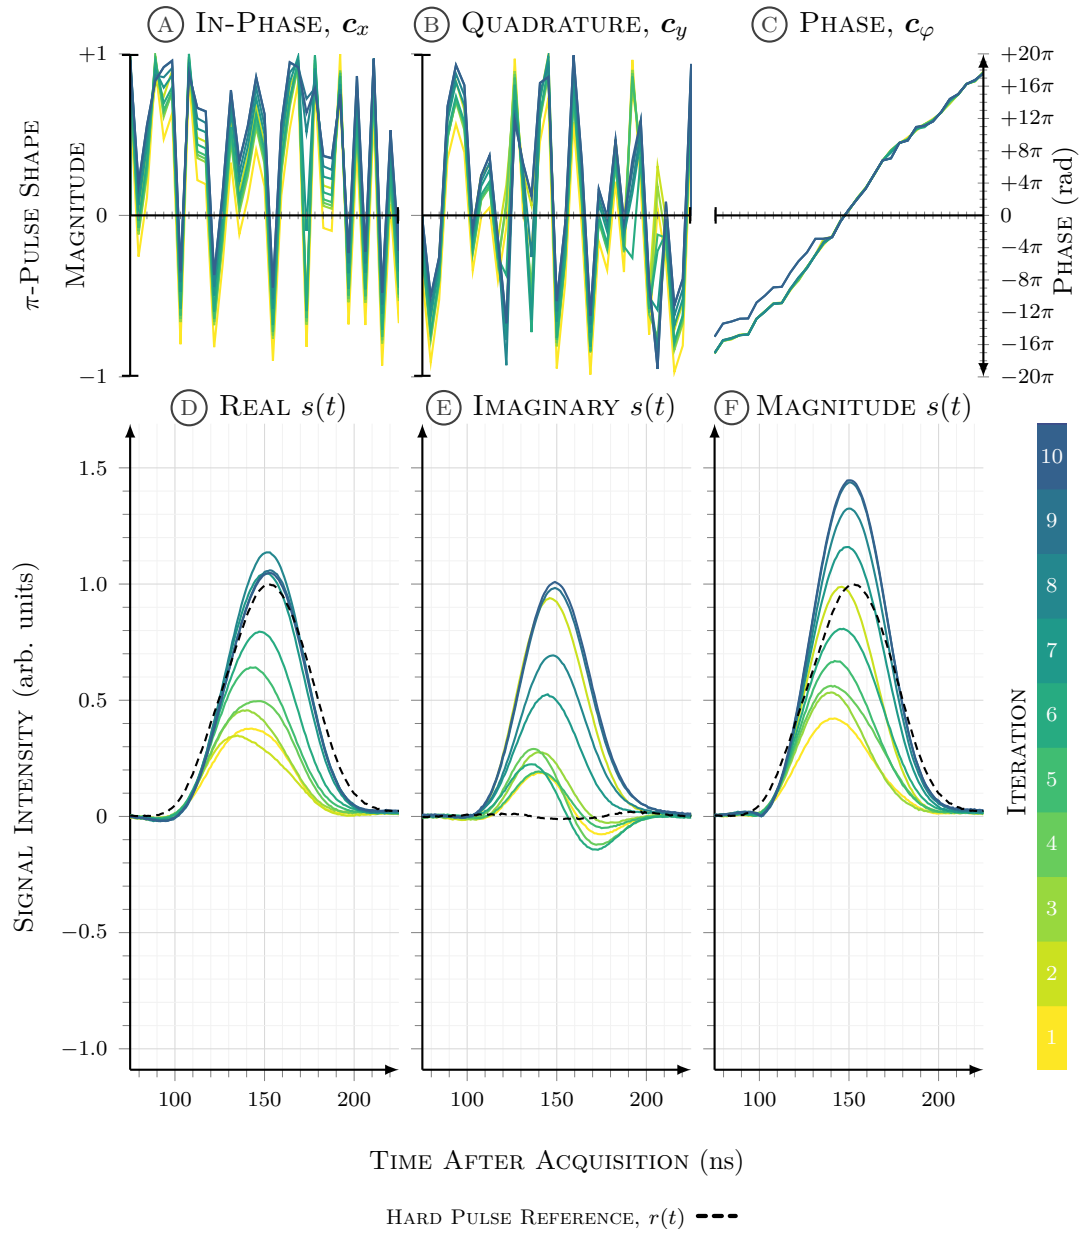 A In-Phase, cx
B Quadrature, cy
C Phase, cφ
π-Pulse Shape
Magnitude
+1
0
−1
+20π
+16π
+12π
+8π
+4π
0
−4π
−8π
−12π
−16π
−20π
Phase (rad)
D Real s(t)
E Imaginary s(t)
F Magnitude s(t)
Signal Intensity (arb. units)
1.5
1.0
0.5
0
−0.5
−1.0
100 150 200
100 150 200
100 150 200
Iteration
10
9
8
7
6
5
4
3
2
1
Time After Acquisition (ns)
Hard Pulse Reference, r(t)